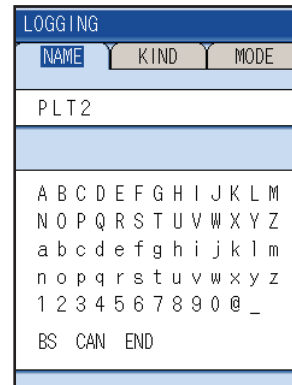 LOGGING
NAME KIND MODE
PLT2
A B C D E F G H I J K L M
N O P Q R S T U V W X Y Z
a b c d e f g h i j k l m
n o p q r s t u v w x y z
1 2 3 4 5 6 7 8 9 0 @ _
BS CAN END